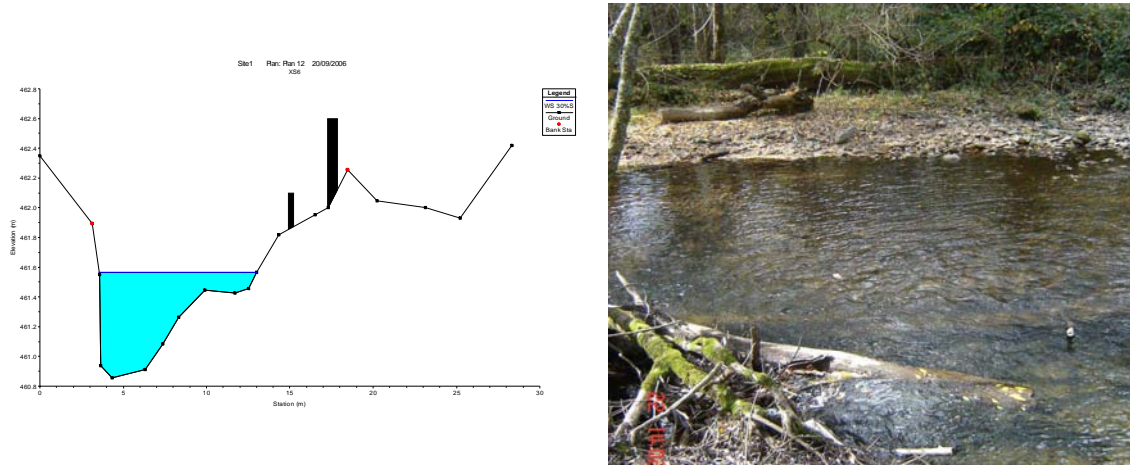 Site1 Plan: Plan 12 20/09/2006
XS6
462.8
462.6
462.4
462.2
462.0
461.8
461.6
461.4
461.2
461.0
460.8
Elevation (m)
0 5 10 15 20 25 30
Station (m)
Legend
WS 30%S
Ground
Bank Sta